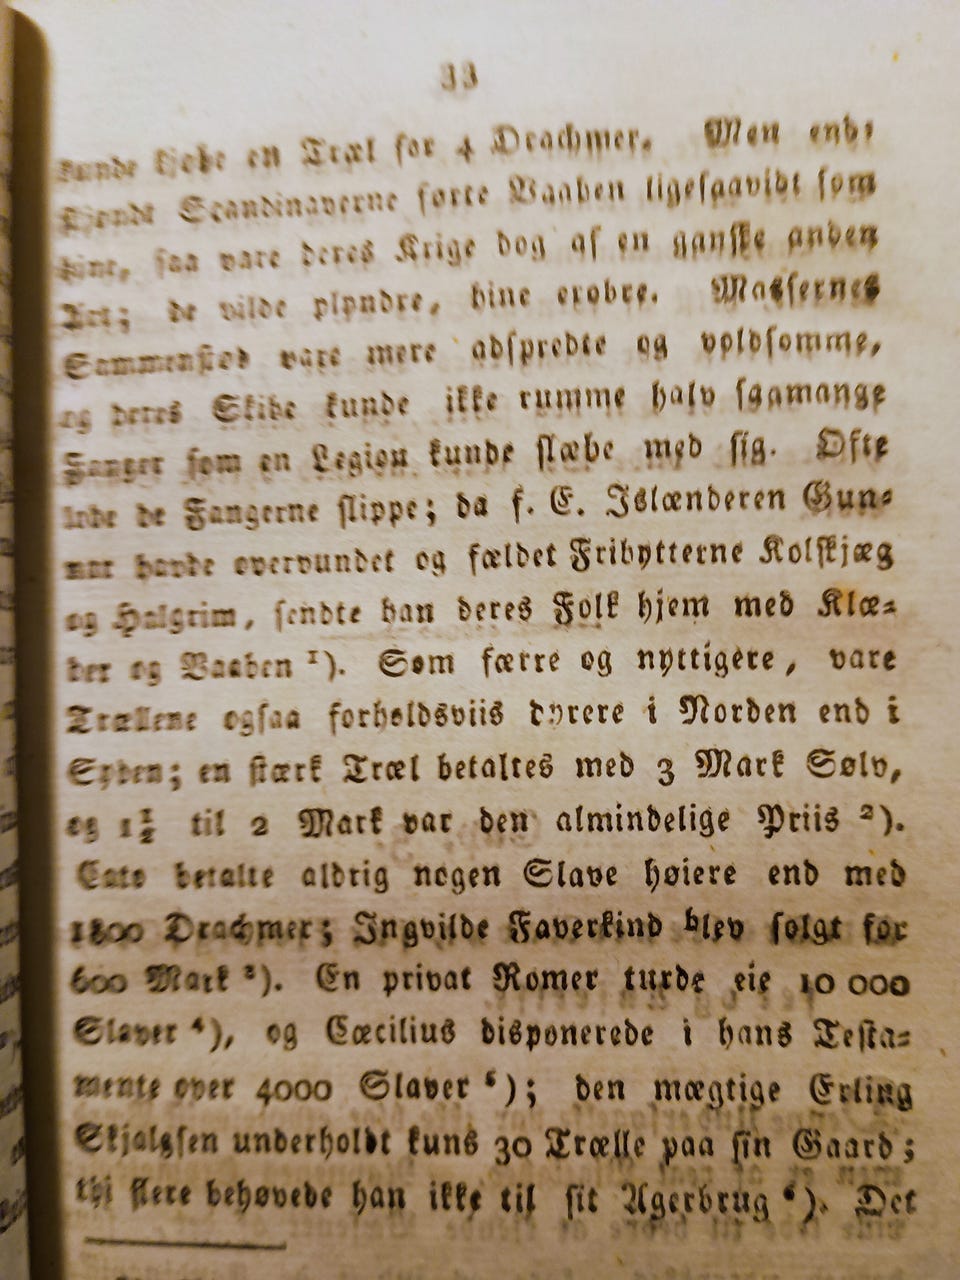 33
kunde kjøbe en Træl for 4 Drachmer. Men end-
skjøndt Scandinaverne førte Vaaben ligesaavidt som
hine, saa vare deres Krige dog af en ganske anden
Art; de vilde plyndre, hine erobre. Massernes
Sammenstød vare mere adspredte og voldsomme,
og deres Skibe kunde ikke rumme halv saamange
Fanger som en Legion kunde slæbe med sig. Ofte
lode de Fangerne slippe; da f. E. Islænderen Gun-
nar havde overvundet og fældet Fribytterne Kolskjæg
og Halgrim, sendte han deres Folk hjem med Klæ-
der og Vaaben 1). Som færre og nyttigere, vare
Trællene ogsaa forholdsviis dyrere i Norden end i
Syden; en stærk Træl betaltes med 3 Mark Sølv,
og 1½ til 2 Mark var den almindelige Priis 2).
Cato betalte aldrig nogen Slave høiere end med
1800 Drachmer; Ingvilde Faverkind blev solgt for
600 Mark 3). En privat Romer turde eie 10 000
Slaver 4), og Cæcilius disponerede i hans Testa-
mente over 4000 Slaver 5); den mægtige Erling
Skjalgsen underholdt kuns 30 Trælle paa sin Gaard;
thi flere behøvede han ikke til sit Agerbrug 6). Det